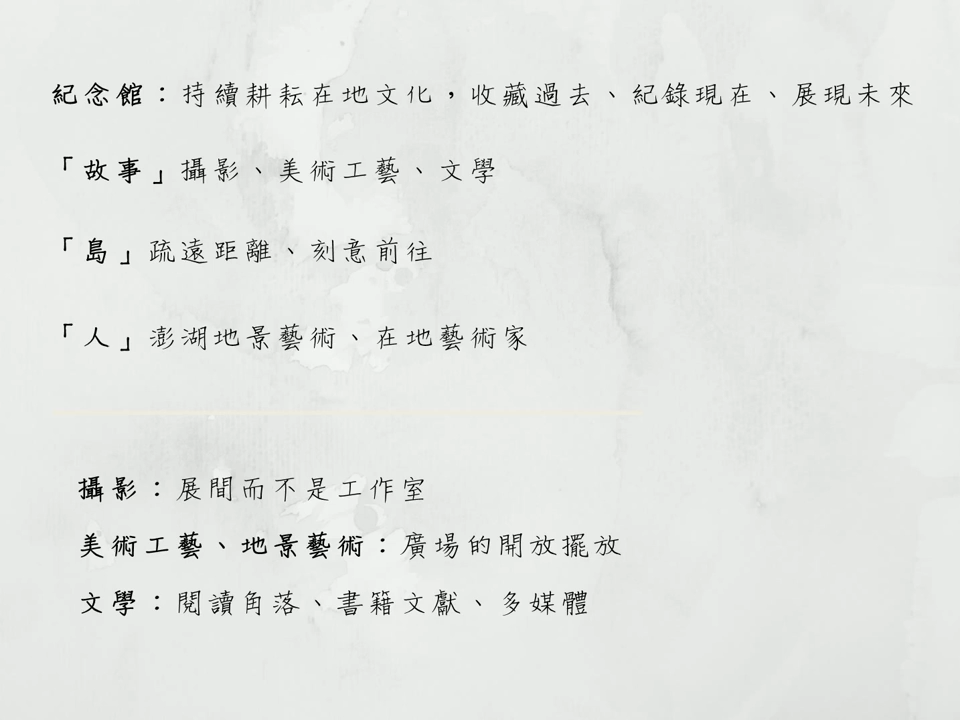 紀念館：持續耕耘在地文化，收藏過去、紀錄現在、展現未來
「故事」攝影、美術工藝、文學
「島」疏遠距離、刻意前往
「人」澎湖地景藝術、在地藝術家
攝影：展間而不是工作室
美術工藝、地景藝術：廣場的開放擺放
文學：閱讀角落、書籍文獻、多媒體